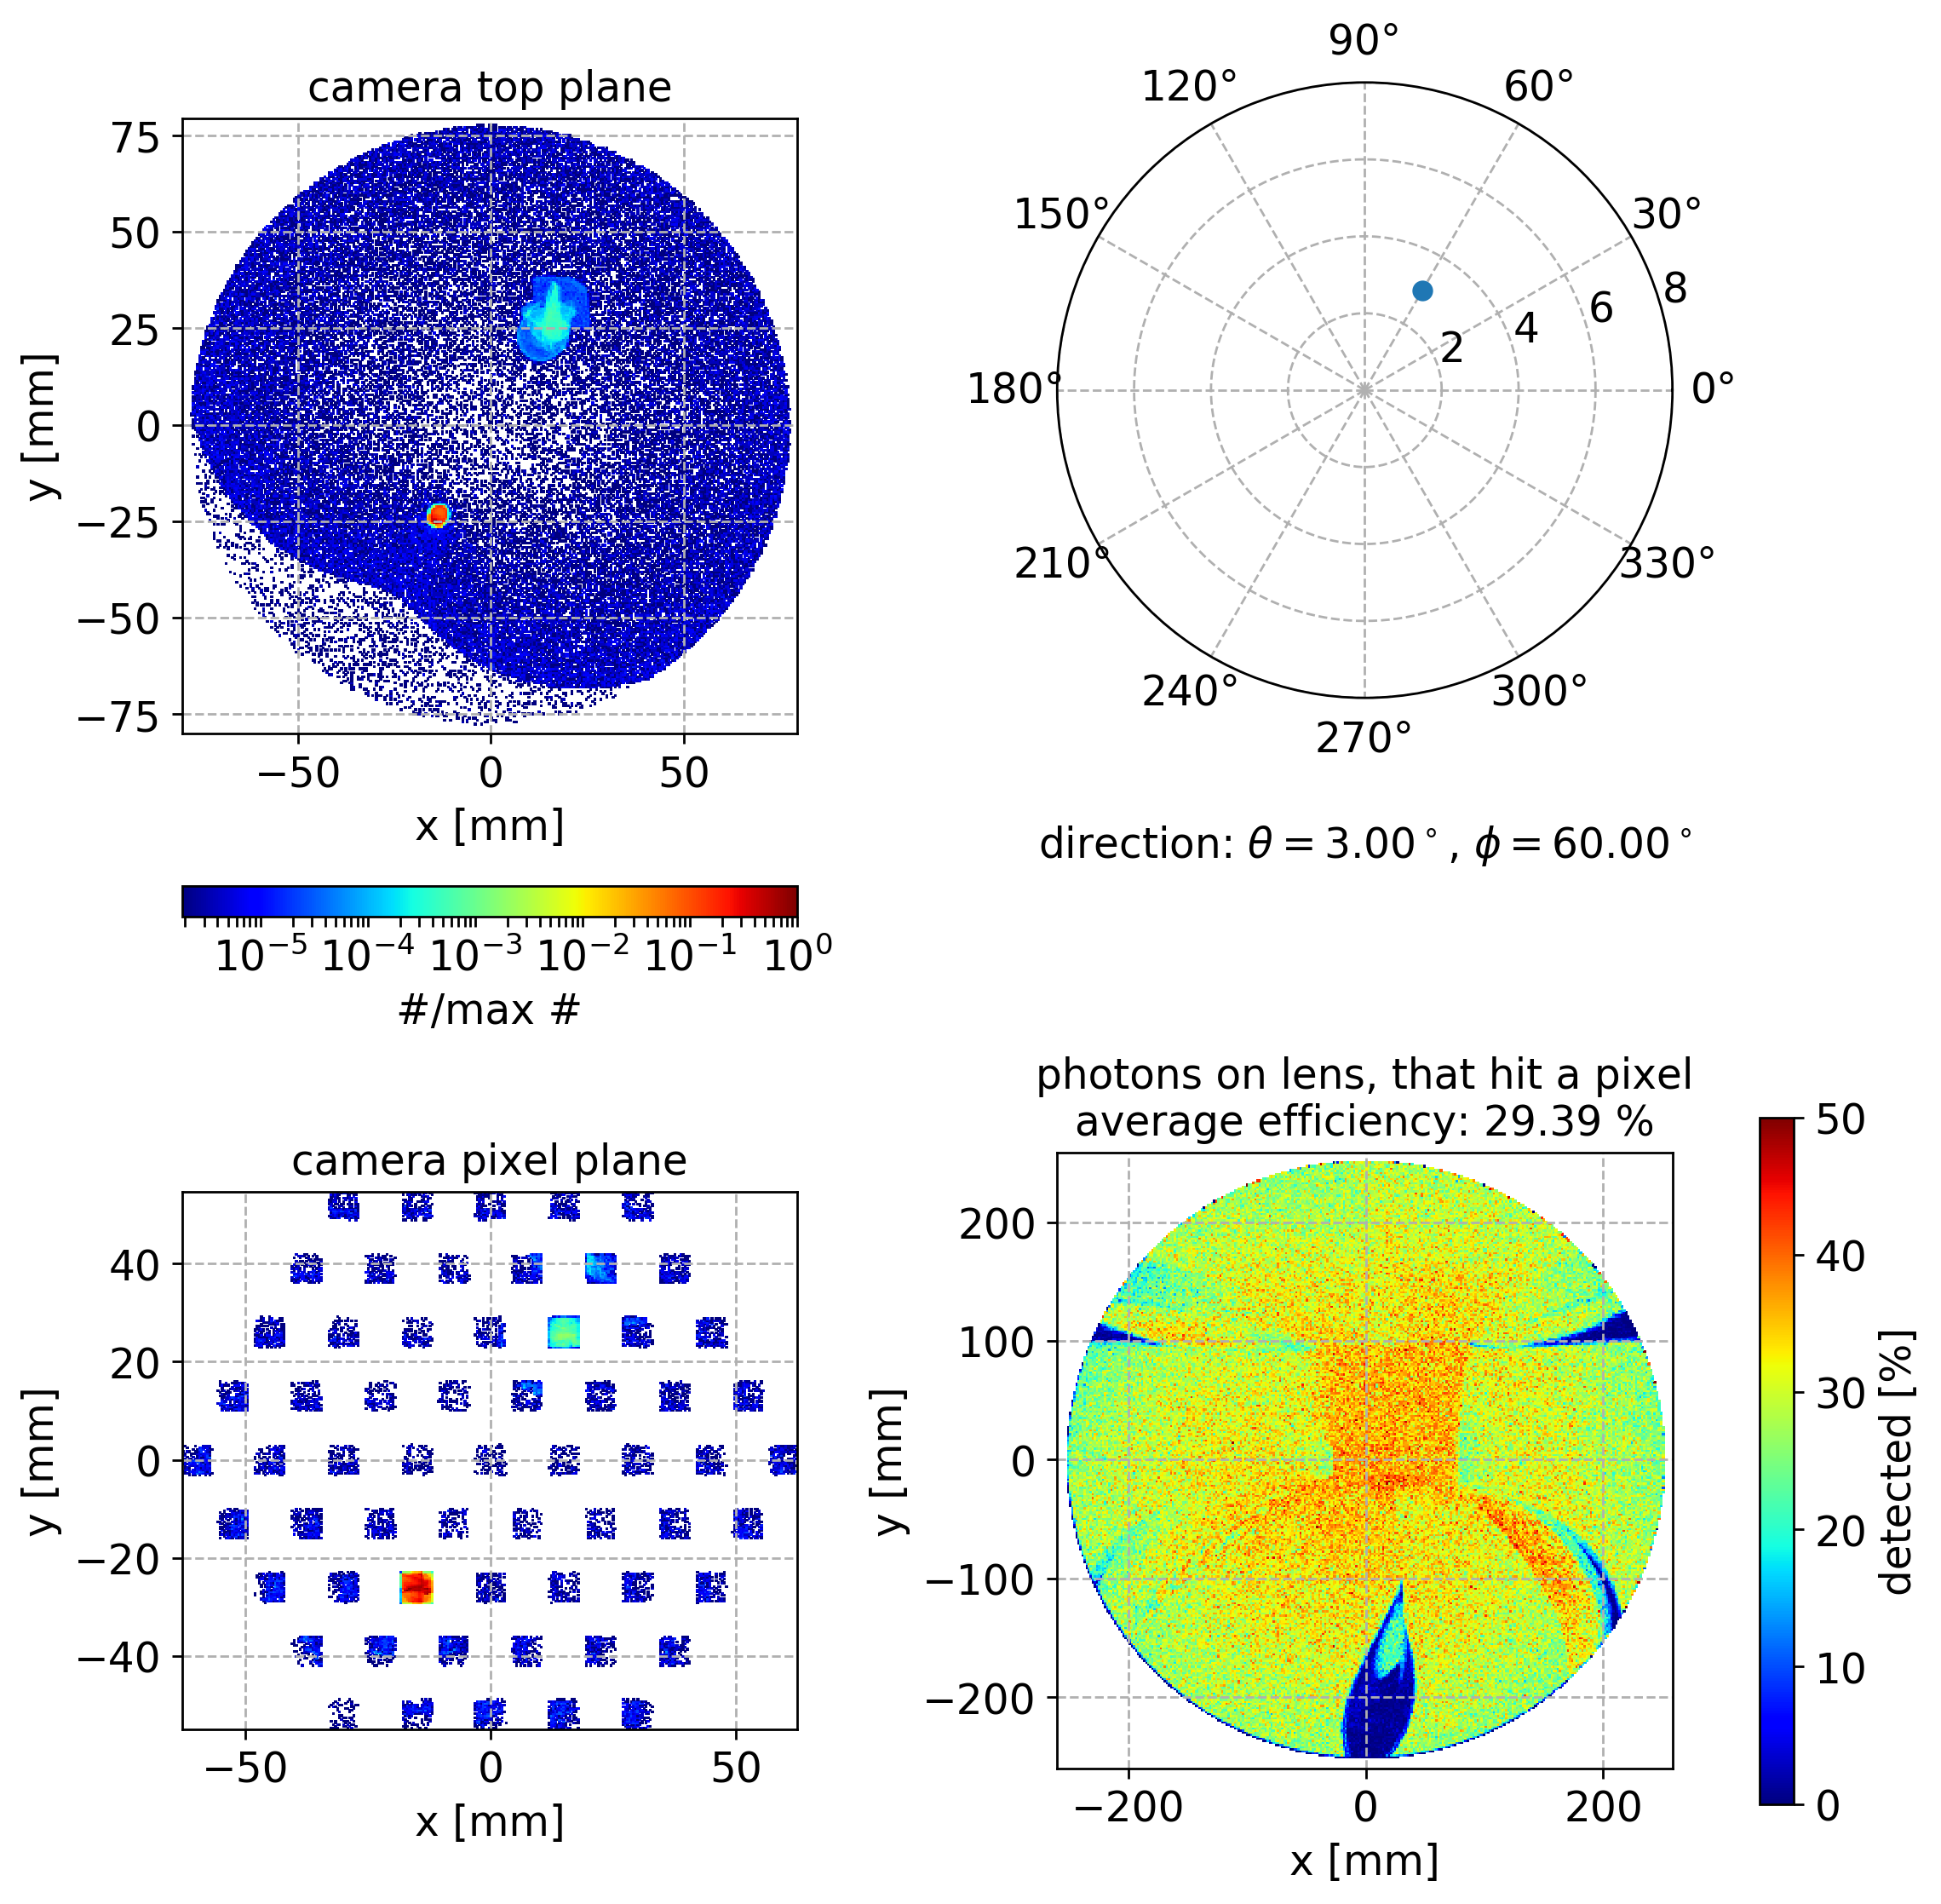 camera top plane
75
50
25
0
−25
−50
−75
y [mm]
−50 0 50
x [mm]
10⁻⁵ 10⁻⁴ 10⁻³ 10⁻² 10⁻¹ 10⁰
#/max #
90°
120° 60°
150° 30°
8
6
4
2
180° 0°
210° 330°
240° 300°
270°
direction: θ = 3.00°, ϕ = 60.00°
camera pixel plane
40
20
0
−20
−40
y [mm]
−50 0 50
x [mm]
photons on lens, that hit a pixel
average efficiency: 29.39 %
200
100
0
−100
−200
y [mm]
−200 0 200
x [mm]
50
40
30
20
10
0
detected [%]